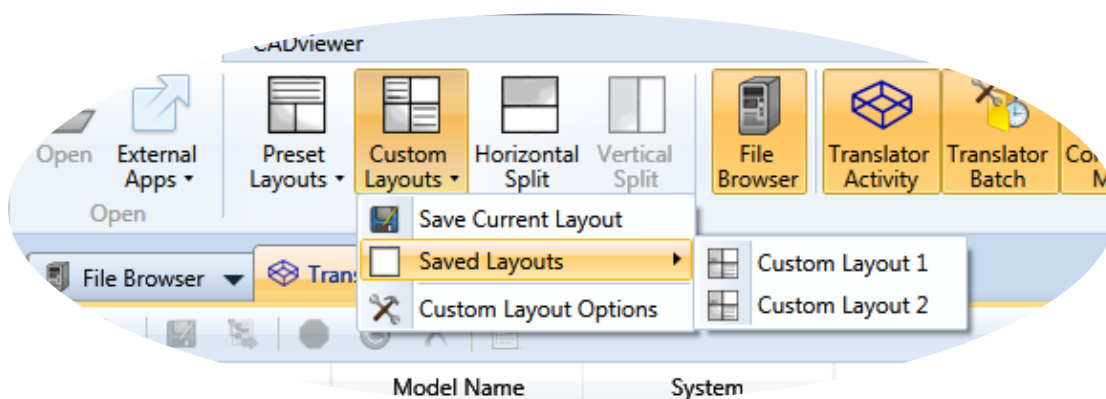 CADviewer
Open
External
Apps
Preset
Layouts
Custom
Layouts
Horizontal
Split
Vertical
Split
File
Browser
Translator
Activity
Translator
Batch
Open
Save Current Layout
Saved Layouts
Custom Layout Options
Custom Layout 1
Custom Layout 2
File Browser
Model Name
System